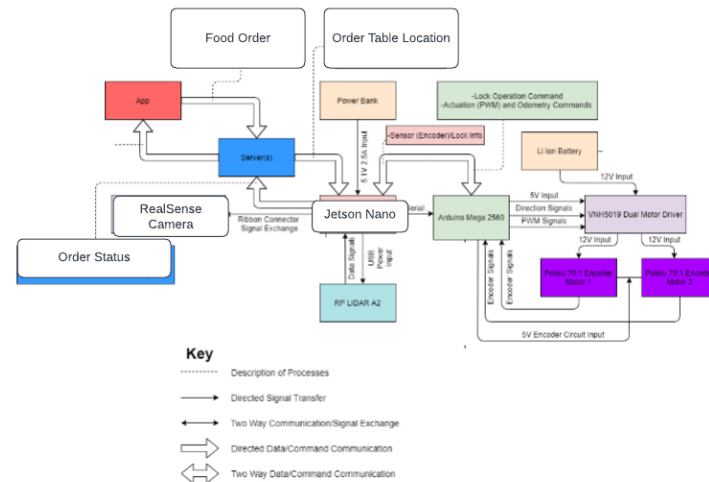 Food Order
Order Table Location
App
Power Bank
-Lock Operation Command
-Actuation (PWM) and Odometry Commands
-Sensor (Encoder)/Lock Info
Server(s)
5.1V 2.5A Input
Li Ion Battery
12V Input
RealSense
Camera
Ribbon Connector
Signal Exchange
Jetson Nano
Arduino Mega 2560
5V Input
Direction Signals
PWM Signals
VNH5019 Dual Motor Driver
Order Status
Data Signals
USB
Power
Input
12V Input
12V Input
Encoder Signals
Encoder Signals
70:1 Encoder
Motor 1
70:1
Motor 2
RP LIDAR A2
5V Encoder Circuit Input
Key
Description of Processes
Directed Signal Transfer
Two Way Communication/Signal Exchange
Directed Data/Command Communication
Two Way Data/Command Communication